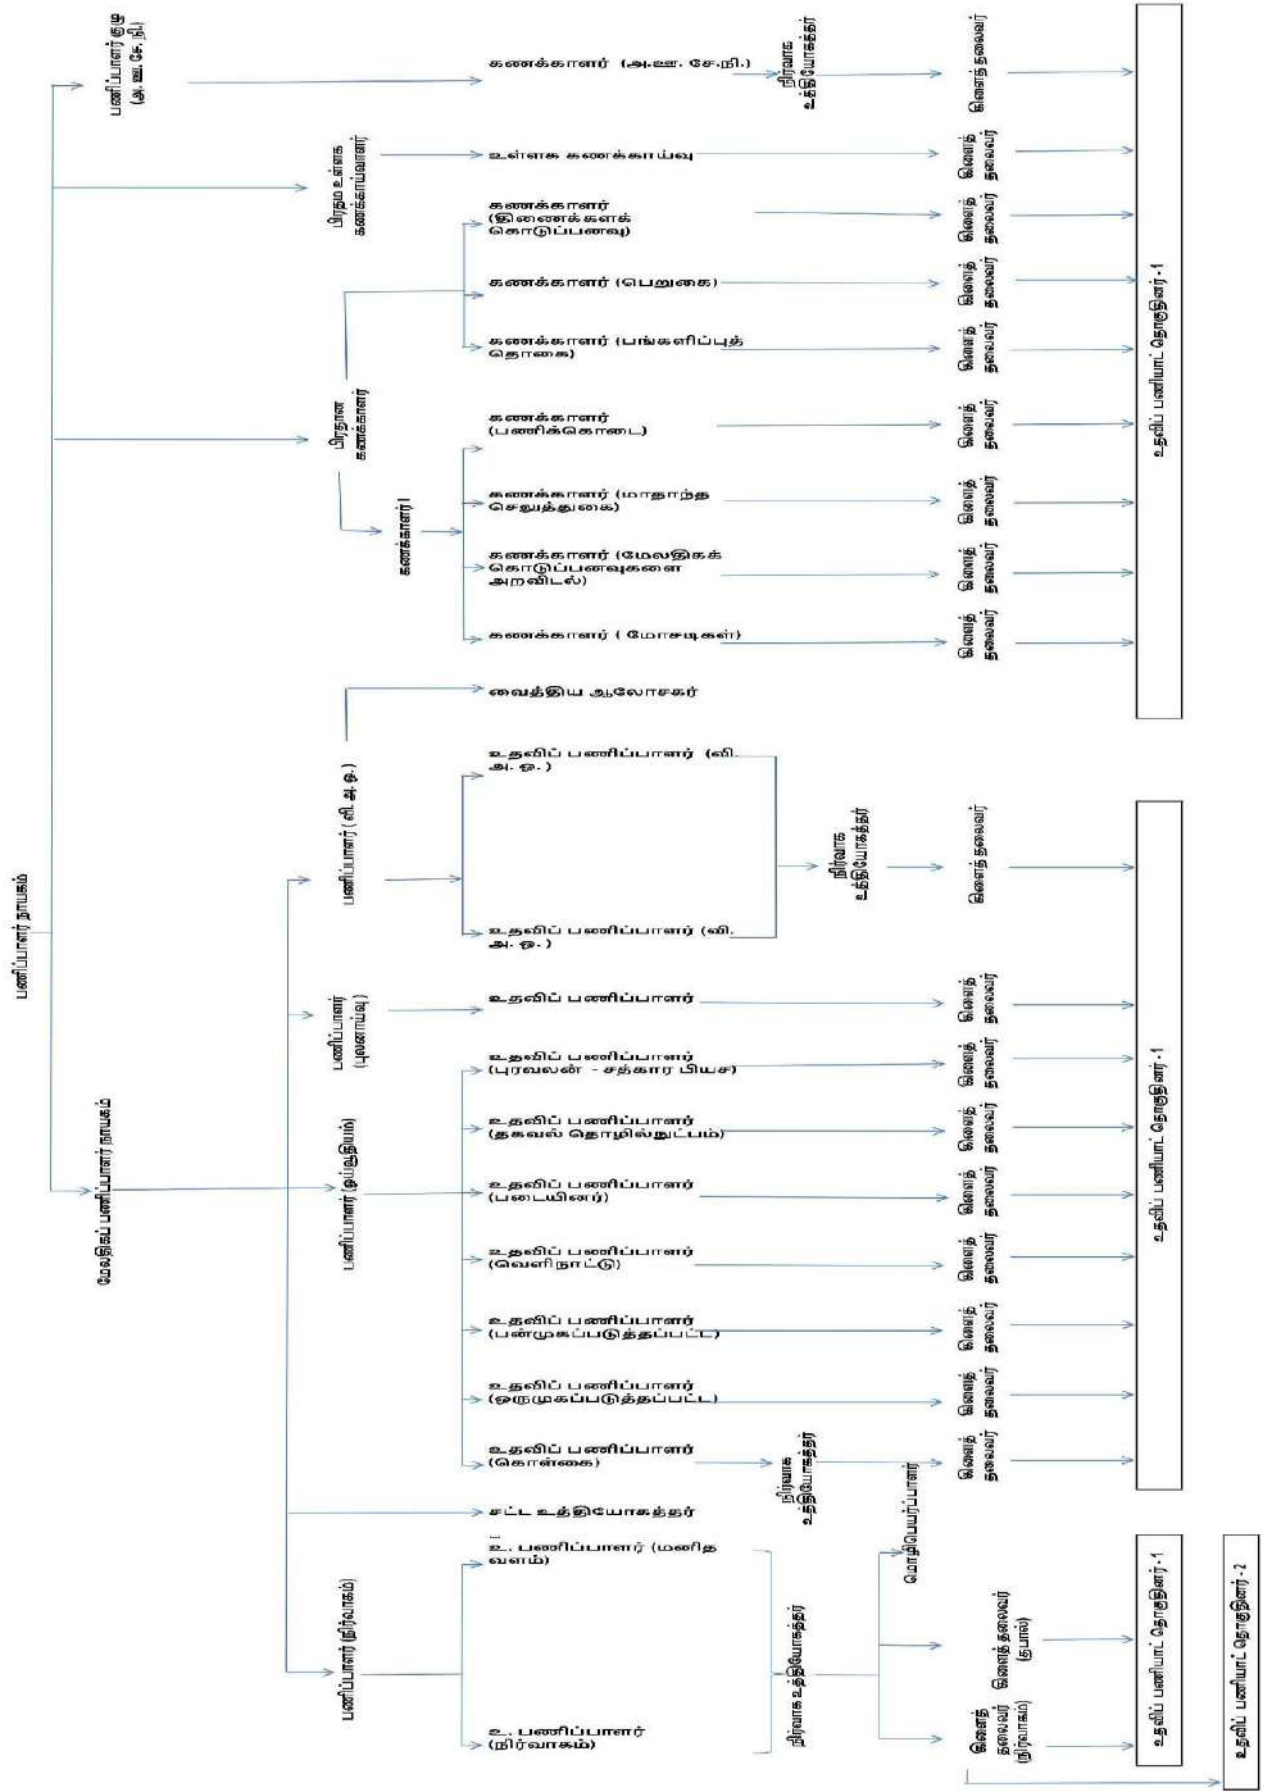 பணிப்பாளர் நாயகம்
மேலதிகப் பணிப்பாளர் நாயகம்
பணிப்பாளர் குழு
(அ. ஊ. சே. நி.)
பணிப்பாளர் (நிர்வாகம்)
பணிப்பாளர் (ஓய்வூதியம்)
பணிப்பாளர்
(புலனாய்வு)
பணிப்பாளர் ( வி. அ. ஒ. )
பிரதான
கணக்காளர்
பிரதம உள்ளக
கணக்காய்வாளர்
கணக்காளர் I
உ. பணிப்பாளர்
(நிர்வாகம்)
உ. பணிப்பாளர் (மனித
வளம்)
சட்ட உத்தியோகத்தர்
உதவிப் பணிப்பாளர்
(கொள்கை)
உதவிப் பணிப்பாளர்
(ஒருமுகப்படுத்தப்பட்ட)
உதவிப் பணிப்பாளர்
(பன்முகப்படுத்தப்பட்ட)
உதவிப் பணிப்பாளர்
(வெளிநாட்டு)
உதவிப் பணிப்பாளர்
(படையினர்)
உதவிப் பணிப்பாளர்
(தகவல் தொழில்நுட்பம்)
உதவிப் பணிப்பாளர்
(புரவலன் - சத்கார பியச)
உதவிப் பணிப்பாளர்
உதவிப் பணிப்பாளர் (வி.
அ. ஒ. )
உதவிப் பணிப்பாளர் (வி.
அ. ஒ. )
வைத்திய ஆலோசகர்
கணக்காளர் ( மோசடிகள்)
கணக்காளர் (மேலதிகக்
கொடுப்பனவுகளை
அறவிடல்)
கணக்காளர் (மாதாந்த
செலுத்துகை)
கணக்காளர்
(பணிக்கொடை)
கணக்காளர் (பங்களிப்புத்
தொகை)
கணக்காளர் (பெறுகை)
கணக்காளர்
(திணைக்களக்
கொடுப்பனவு)
உள்ளக கணக்காய்வு
கணக்காளர் (அ.ஊ. சே.நி.)
நிர்வாக உத்தியோகத்தர்
நிர்வாக
உத்தியோகத்தர்
நிர்வாக
உத்தியோகத்தர்
நிர்வாக
உத்தியோகத்தர்
மொழிபெயர்ப்பாளர்
கிளைத்
தலைவர்
(நிர்வாகம்)
கிளைத் தலைவர்
(தபால்)
கிளைத்
தலைவர்
கிளைத்
தலைவர்
கிளைத்
தலைவர்
கிளைத்
தலைவர்
கிளைத்
தலைவர்
கிளைத்
தலைவர்
கிளைத்
தலைவர்
கிளைத்
தலைவர்
கிளைத் தலைவர்
கிளைத்
தலைவர்
கிளைத்
தலைவர்
கிளைத்
தலைவர்
கிளைத்
தலைவர்
கிளைத்
தலைவர்
கிளைத்
தலைவர்
கிளைத்
தலைவர்
கிளைத்
தலைவர்
கிளைத் தலைவர்
உதவிப் பணியாட் தொகுதினர் - 1
உதவிப் பணியாட் தொகுதினர் - 1
உதவிப் பணியாட் தொகுதினர் - 1
உதவிப் பணியாட் தொகுதினர் - 2